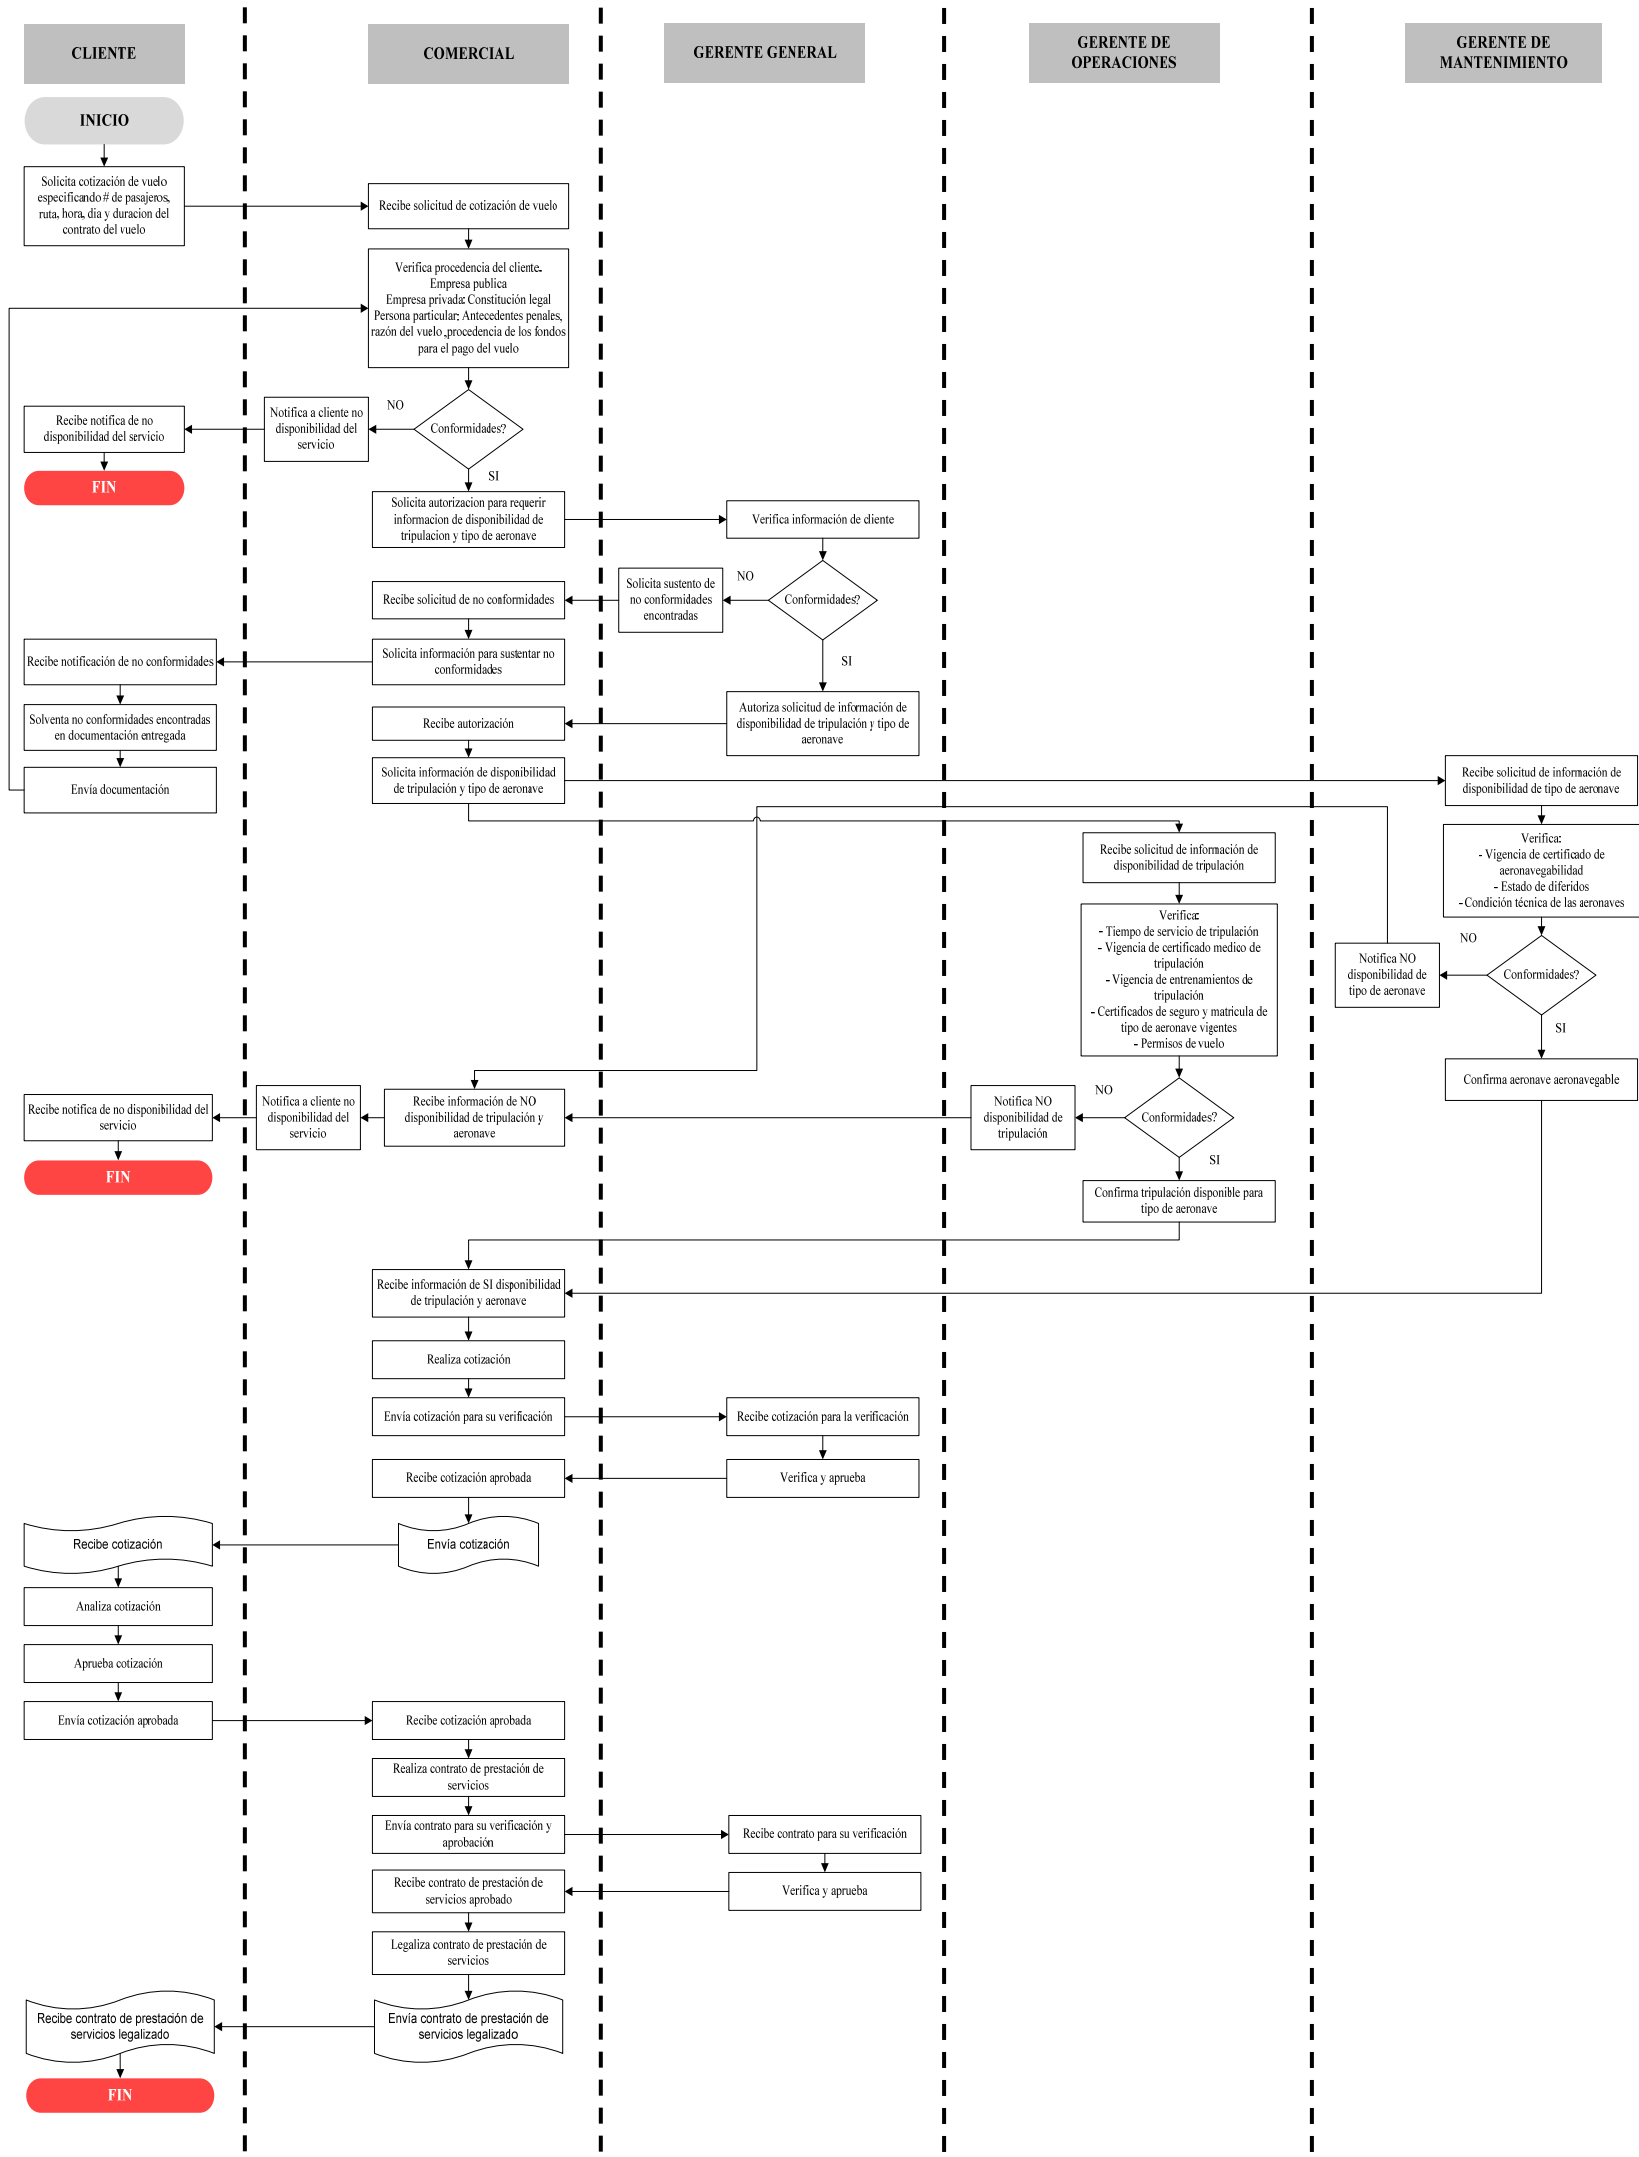 CLIENTE
COMERCIAL
GERENTE GENERAL
GERENTE DE
OPERACIONES
GERENTE DE
MANTENIMIENTO
INICIO
Solicita cotización de vuelo
especificando # de pasajeros,
ruta, hora, dia y duracion del
contrato del vuelo
Recibe solicitud de cotización de vuelo
Verifica procedencia del cliente.
Empresa publica
Empresa privada: Constitución legal
Persona particular: Antecedentes penales,
razón del vuelo ,procedencia de los fondos
para el pago del vuelo
Conformidades?
NO
Notifica a cliente no
disponibilidad del
servicio
Recibe notifica de no
disponibilidad del servicio
FIN
SI
Solicita autorizacion para requerir
informacion de disponibilidad de
tripulacion y tipo de aeronave
Verifica información de cliente
Conformidades?
NO
Solicita sustento de
no conformidades
encontradas
Recibe solicitud de no conformidades
Solicita información para sustentar no
conformidades
Recibe notificación de no conformidades
Solventa no conformidades encontradas
en documentación entregada
Envía documentación
SI
Autoriza solicitud de información de
disponibilidad de tripulación y tipo de
aeronave
Recibe autorización
Solicita información de disponibilidad
de tripulación y tipo de aeronave
Recibe solicitud de información de
disponibilidad de tipo de aeronave
Verifica:
- Vigencia de certificado de
aeronavegabilidad
- Estado de diferidos
- Condición técnica de las aeronaves
Conformidades?
NO
Notifica NO
disponibilidad de
tipo de aeronave
SI
Confirma aeronave aeronavegable
Recibe solicitud de información de
disponibilidad de tripulación
Verifica:
- Tiempo de servicio de tripulación
- Vigencia de certificado medico de
tripulación
- Vigencia de entrenamientos de
tripulación
- Certificados de seguro y matricula de
tipo de aeronave vigentes
- Permisos de vuelo
Conformidades?
NO
Notifica NO
disponibilidad de
tripulación
Recibe información de NO
disponibilidad de tripulación y
aeronave
Notifica a cliente no
disponibilidad del
servicio
Recibe notifica de no disponibilidad del
servicio
FIN
SI
Confirma tripulación disponible para
tipo de aeronave
Recibe información de SI disponibilidad
de tripulación y aeronave
Realiza cotización
Envía cotización para su verificación
Recibe cotización para la verificación
Verifica y aprueba
Recibe cotización aprobada
Envía cotización
Recibe cotización
Analiza cotización
Aprueba cotización
Envía cotización aprobada
Recibe cotización aprobada
Realiza contrato de prestación de
servicios
Envía contrato para su verificación y
aprobación
Recibe contrato para su verificación
Verifica y aprueba
Recibe contrato de prestación de
servicios aprobado
Legaliza contrato de prestación de
servicios
Envía contrato de prestación de
servicios legalizado
Recibe contrato de prestación de
servicios legalizado
FIN